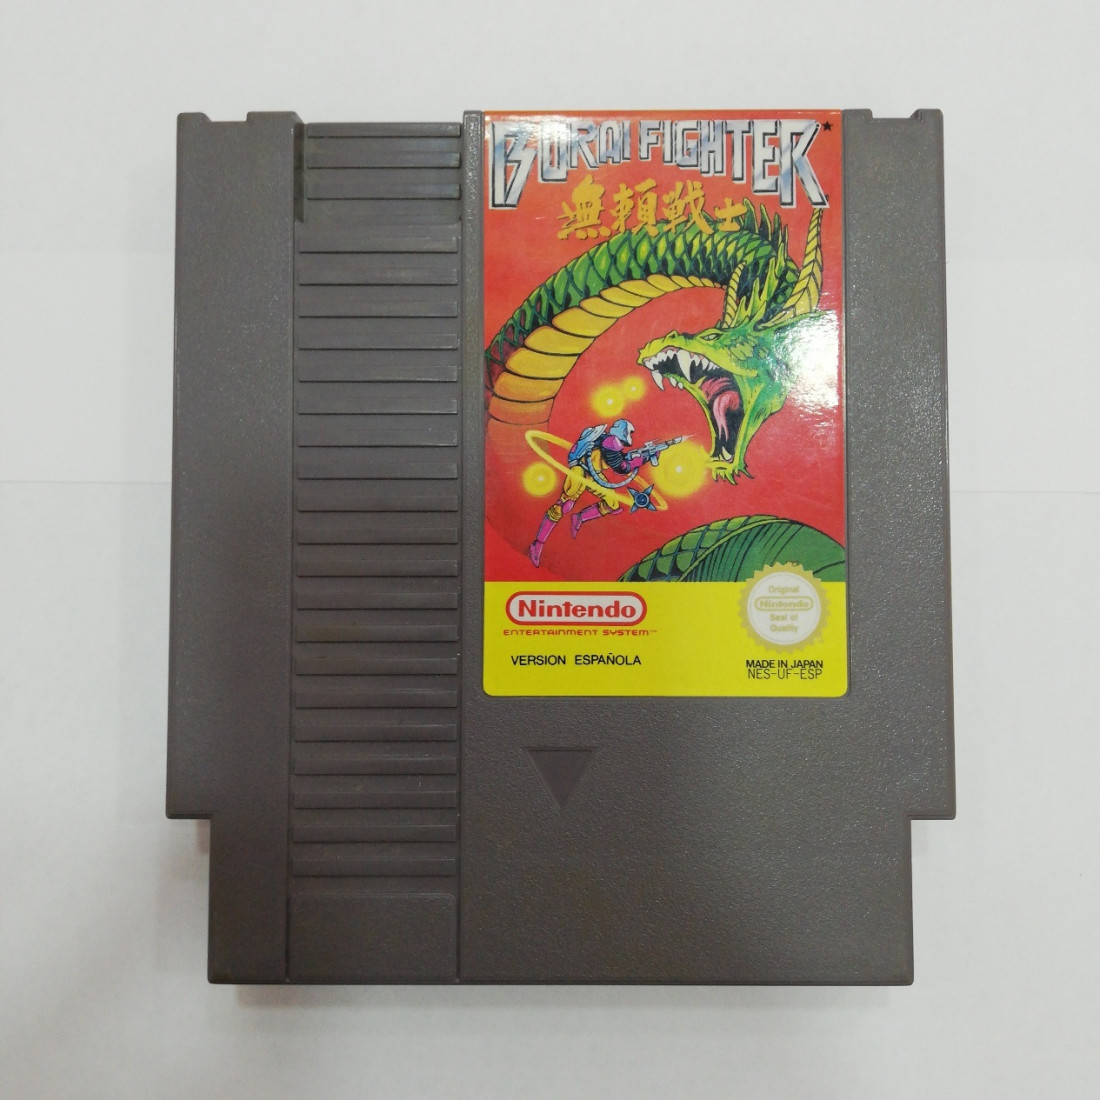 BURAI FIGHTER
無頼戦士
Nintendo
ENTERTAINMENT SYSTEM™
VERSION ESPAÑOLA
Original
Nintendo
Seal of
Quality
MADE IN JAPAN
NES-UF-ESP